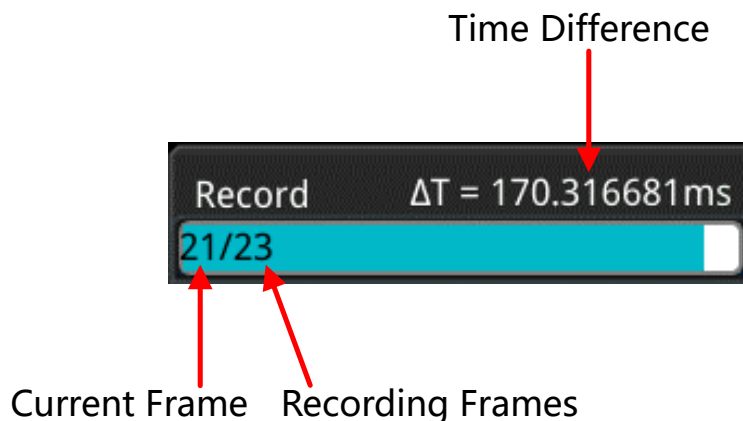 Time Difference
Record ΔT = 170.316681ms
21/23
Current Frame Recording Frames